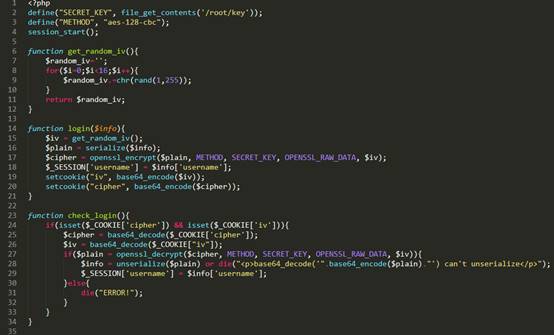 1 <?php
2 define("SECRET_KEY", file_get_contents('/root/key'));
3 define("METHOD", "aes-128-cbc");
4 session_start();
5
6 function get_random_iv(){
7 $random_iv='';
8 for($i=0;$i<16;$i++){
9 $random_iv.=chr(rand(1,255));
10 }
11 return $random_iv;
12 }
13
14 function login($info){
15 $iv = get_random_iv();
16 $plain = serialize($info);
17 $cipher = openssl_encrypt($plain, METHOD, SECRET_KEY, OPENSSL_RAW_DATA, $iv);
18 $_SESSION['username'] = $info['username'];
19 setcookie("iv", base64_encode($iv));
20 setcookie("cipher", base64_encode($cipher));
21 }
22
23 function check_login(){
24 if(isset($_COOKIE['cipher']) && isset($_COOKIE['iv'])){
25 $cipher = base64_decode($_COOKIE['cipher']);
26 $iv = base64_decode($_COOKIE["iv"]);
27 if($plain = openssl_decrypt($cipher, METHOD, SECRET_KEY, OPENSSL_RAW_DATA, $iv)){
28 $info = unserialize($plain) or die("<p>base64_decode('".base64_encode($plain)."') can't unserialize</p>");
29 $_SESSION['username'] = $info['username'];
30 }else{
31 die("ERROR!");
32 }
33 }
34 }
35